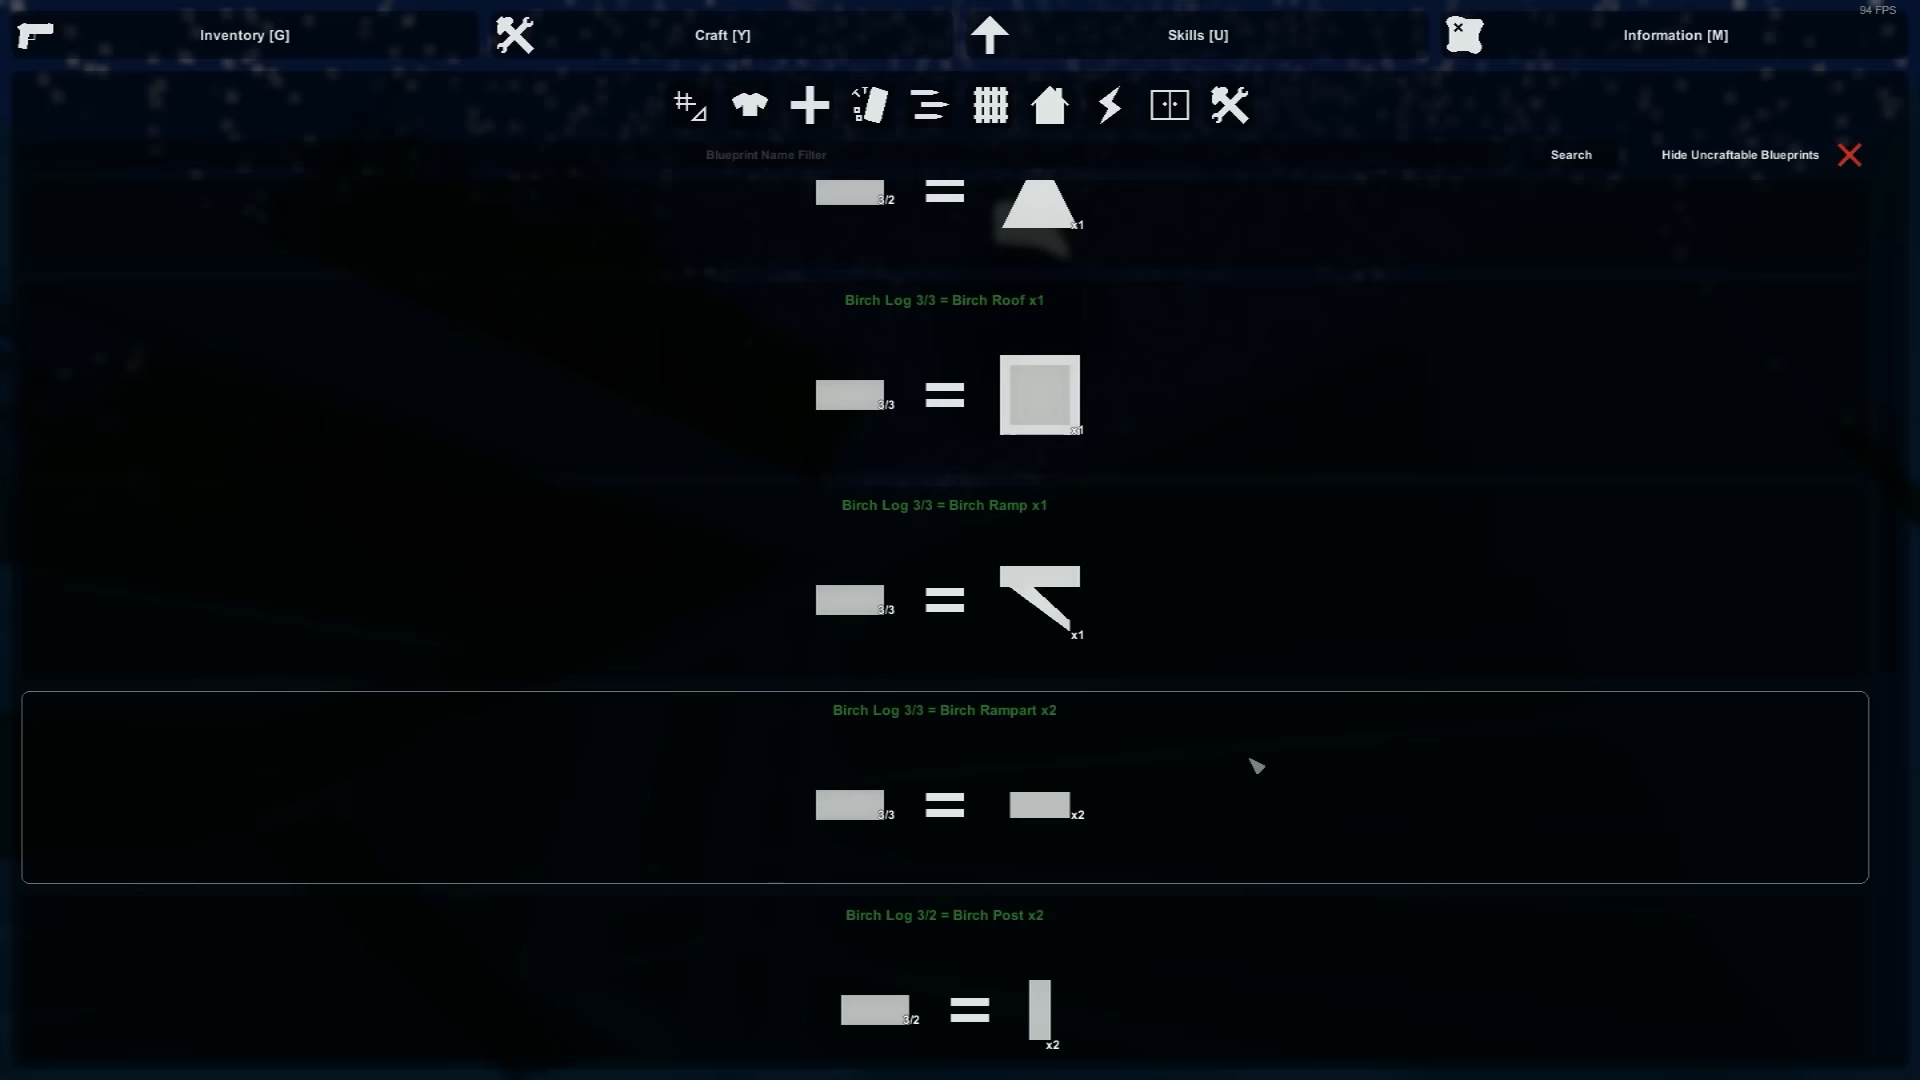 94 FPS
Inventory [G]
Craft [Y]
Skills [U]
Information [M]
Blueprint Name Filter
Search
Hide Uncraftable Blueprints
3/2
x1
Birch Log 3/3 = Birch Roof x1
3/3
x1
Birch Log 3/3 = Birch Ramp x1
3/3
x1
Birch Log 3/3 = Birch Rampart x2
3/3
x2
Birch Log 3/2 = Birch Post x2
3/2
x2